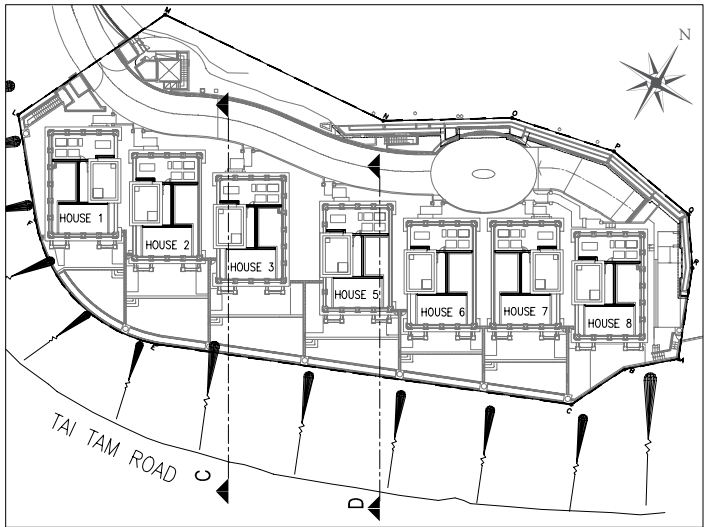 N
M
N
O
P
HOUSE 1
HOUSE 2
HOUSE 3
HOUSE 5
HOUSE 6
HOUSE 7
HOUSE 8
C
TAI TAM ROAD
C
D